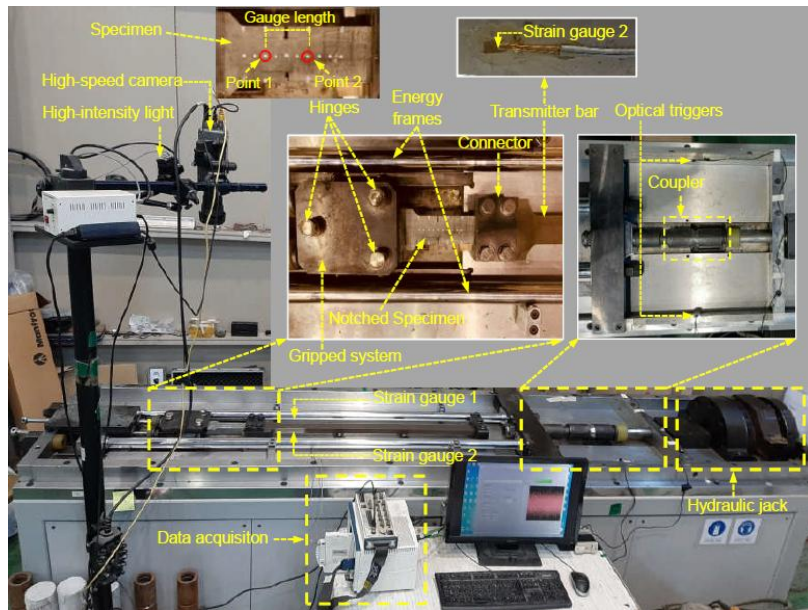 Gauge length
Specimen
Strain gauge 2
Point 1
Point 2
High-speed camera
High-intensity light
Hinges
Energy
frames
Transmitter bar
Optical triggers
Connector
Coupler
Notched Specimen
Gripped system
Strain gauge 1
Strain gauge 2
Hydraulic jack
Data acquisiton